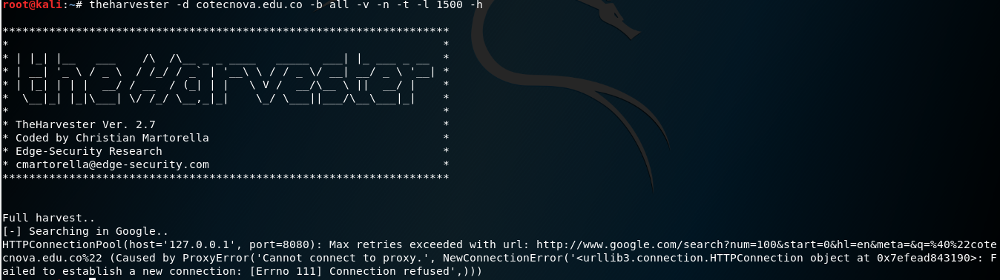 root@kali:~# theharvester -d cotecnova.edu.co -b all -v -n -t -l 1500 -h
*******************************************************************
*                                                                 *
* | |_| |__   ___    /\  /\__ _ _ ____   _____  ___| |_ ___ _ __  *
* | __| '_ \ / _ \  / /_/ / _` | '__\ \ / / _ \/ __| __/ _ \ '__| *
* | |_| | | |  __/ / __  / (_| | |   \ V /  __/\__ \ ||  __/ |    *
*  \__|_| |_|\___| \/ /_/ \__,_|_|    \_/ \___||___/\__\___|_|    *
*                                                                 *
* TheHarvester Ver. 2.7                                           *
* Coded by Christian Martorella                                   *
* Edge-Security Research                                          *
* cmartorella@edge-security.com                                   *
*******************************************************************
Full harvest..
[-] Searching in Google..
HTTPConnectionPool(host='127.0.0.1', port=8080): Max retries exceeded with url: http://www.google.com/search?num=100&start=0&hl=en&meta=&q=%40%22cote
cnova.edu.co%22 (Caused by ProxyError('Cannot connect to proxy.', NewConnectionError('<urllib3.connection.HTTPConnection object at 0x7efead843190>: F
ailed to establish a new connection: [Errno 111] Connection refused',)))